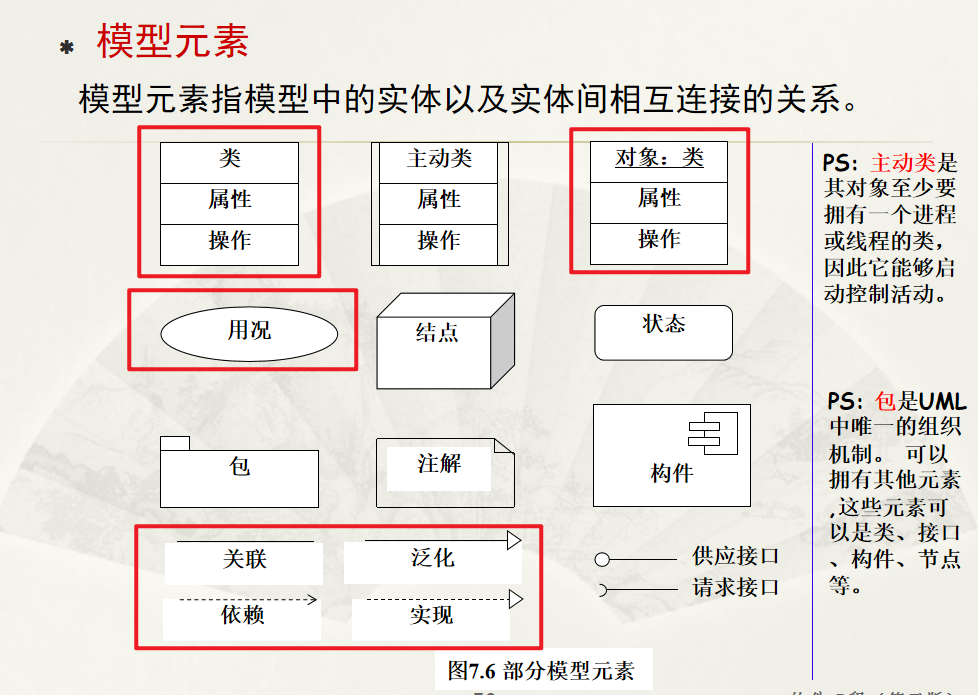 * 模型元素
模型元素指模型中的实体以及实体间相互连接的关系。
类
属性
操作
主动类
属性
操作
对象：类
属性
操作
用况
结点
状态
包
注解
构件
关联
泛化
依赖
实现
供应接口
请求接口
图7.6 部分模型元素
PS: 主动类是
其对象至少要
拥有一个进程
或线程的类，
因此它能够启
动控制活动。
PS: 包是UML
中唯一的组织
机制。 可以
拥有其他元素
,这些元素可
以是类、接口
、构件、节点
等。